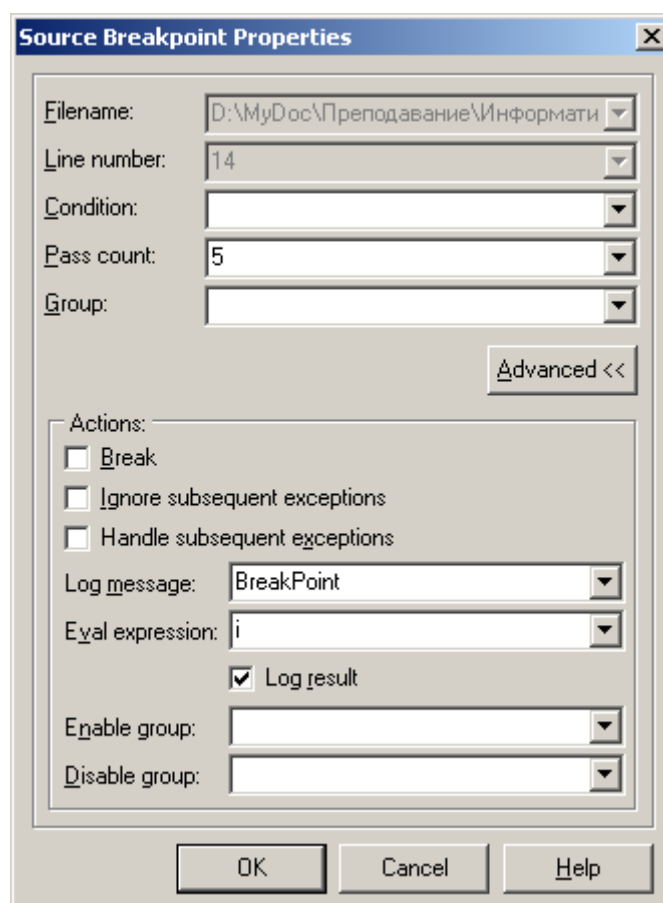 Source Breakpoint Properties
Filename: D:\MyDoc\Преподавание\Информати
Line number: 14
Condition:
Pass count: 5
Group:
Advanced <<
Actions:
Break
Ignore subsequent exceptions
Handle subsequent exceptions
Log message: BreakPoint
Eval expression: i
Log result
Enable group:
Disable group:
OK Cancel Help